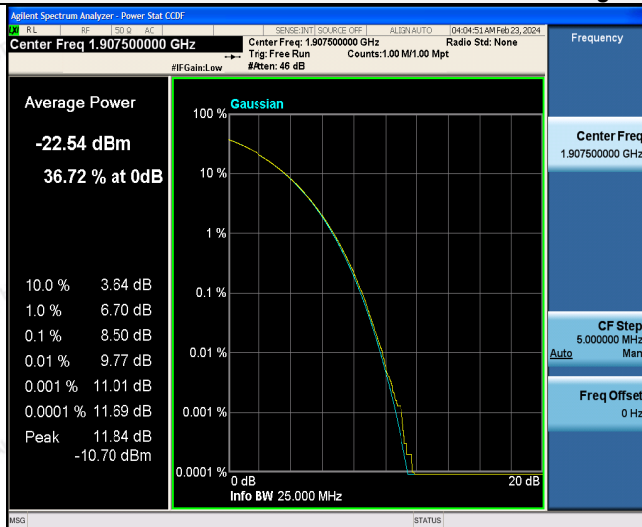 Agilent Spectrum Analyzer - Power Stat CCDF
RL RF 50 Ω AC SENSE:INT SOURCE OFF ALIGN AUTO 04:04:51 AM Feb 23, 2024
Center Freq 1.907500000 GHz
Center Freq: 1.907500000 GHz Radio Std: None
Trig: Free Run Counts:1.00 M/1.00 Mpt
#IFGain:Low #Atten: 46 dB
Frequency
Average Power
-22.54 dBm
36.72 % at 0dB
10.0 % 3.64 dB
1.0 % 6.70 dB
0.1 % 8.50 dB
0.01 % 9.77 dB
0.001 % 11.01 dB
0.0001 % 11.69 dB
Peak 11.84 dB
-10.70 dBm
Gaussian
100 %
10 %
1 %
0.1 %
0.01 %
0.001 %
0.0001 %
0 dB 20 dB
Info BW 25.000 MHz
Center Freq
1.907500000 GHz
CF Step
5.000000 MHz
Auto Man
Freq Offset
0 Hz
MSG STATUS